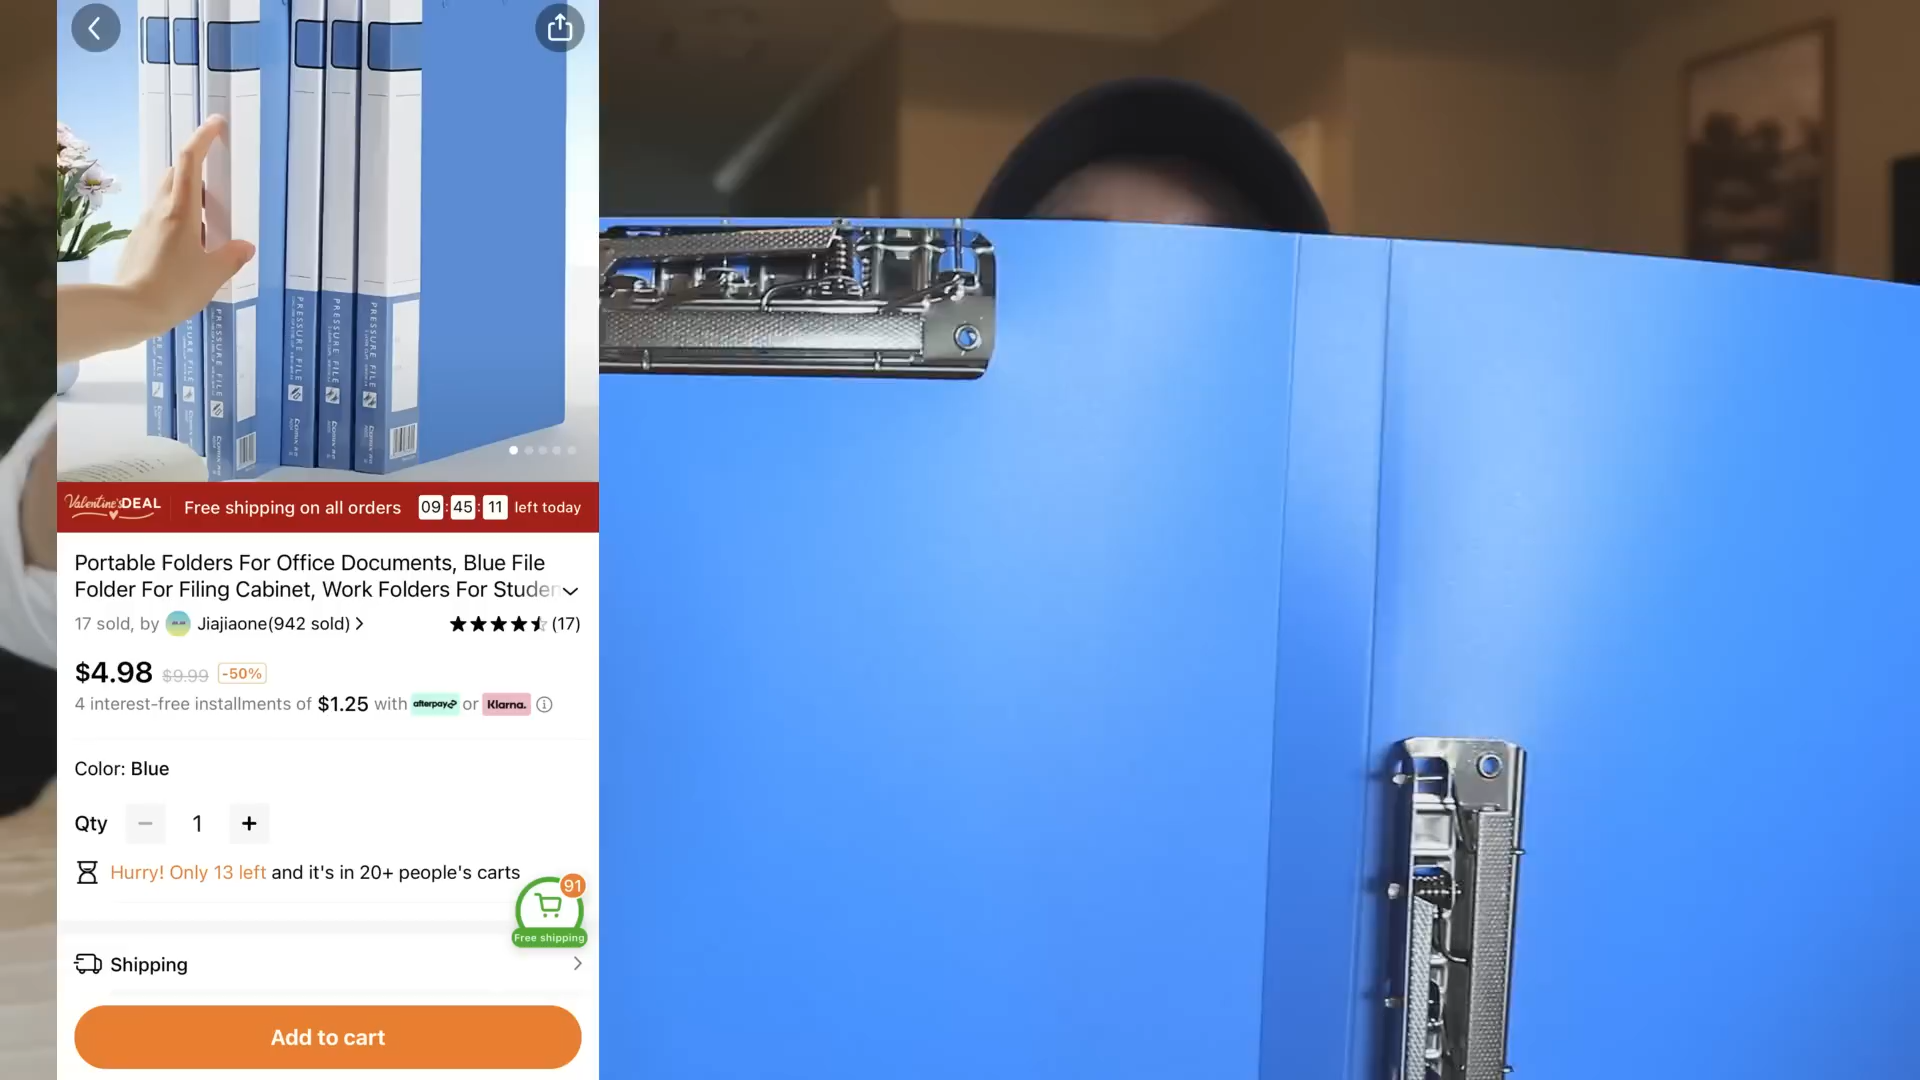 PRESSURE FILE
PRESSURE FILE
PRESSURE FILE
PRESSURE FILE
Valentine's DEAL
Free shipping on all orders 09:45:11 left today
Portable Folders For Office Documents, Blue File
Folder For Filing Cabinet, Work Folders For Studen
17 sold, by Jiajiaone(942 sold) (17)
$4.98 $9.99 -50%
4 interest-free installments of $1.25 with afterpay or Klarna.
Color: Blue
Qty − 1 +
Hurry! Only 13 left and it's in 20+ people's carts
91
Free shipping
Shipping
Add to cart